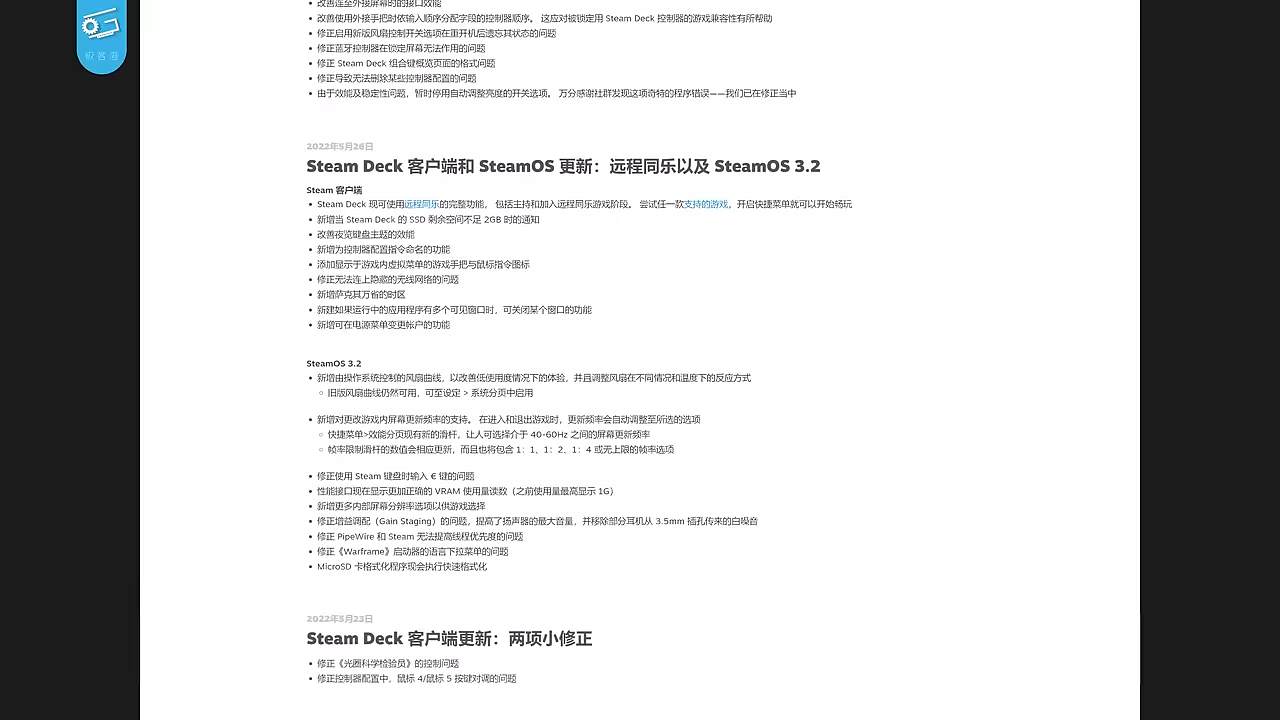 极客湾
改善连至外接屏幕时的接口效能
改善使用外接手把时依输入顺序分配字段的控制器顺序。 这应对被锁定用 Steam Deck 控制器的游戏兼容性有所帮助
修正启用新版风扇控制开关选项在重开机后遗忘其状态的问题
修正蓝牙控制器在锁定屏幕无法作用的问题
修正 Steam Deck 组合键概览页面的格式问题
修正导致无法删除某些控制器配置的问题
由于效能及稳定性问题，暂时停用自动调整亮度的开关选项。 万分感谢社群发现这项奇特的程序错误——我们已在修正当中
2022年5月26日
Steam Deck 客户端和 SteamOS 更新：远程同乐以及 SteamOS 3.2
Steam 客户端
Steam Deck 现可使用远程同乐的完整功能， 包括主持和加入远程同乐游戏阶段。 尝试任一款支持的游戏，开启快捷菜单就可以开始畅玩
新增当 Steam Deck 的 SSD 剩余空间不足 2GB 时的通知
改善夜览键盘主题的效能
新增为控制器配置指令命名的功能
添加显示于游戏内虚拟菜单的游戏手把与鼠标指令图标
修正无法连上隐藏的无线网络的问题
新增萨克其万省的时区
新建如果运行中的应用程序有多个可见窗口时，可关闭某个窗口的功能
新增可在电源菜单变更帐户的功能
SteamOS 3.2
新增由操作系统控制的风扇曲线，以改善低使用度情况下的体验，并且调整风扇在不同情况和温度下的反应方式
旧版风扇曲线仍然可用，可至设定 > 系统分页中启用
新增对更改游戏内屏幕更新频率的支持。 在进入和退出游戏时，更新频率会自动调整至所选的选项
快捷菜单>效能分页现有新的滑杆，让人可选择介于 40-60Hz 之间的屏幕更新频率
帧率限制滑杆的数值会相应更新，而且也将包含 1：1、1：2、1：4 或无上限的帧率选项
修正使用 Steam 键盘时输入 € 键的问题
性能接口现在显示更加正确的 VRAM 使用量读数（之前使用量最高显示 1G）
新增更多内部屏幕分辨率选项以供游戏选择
修正增益调配（Gain Staging）的问题，提高了扬声器的最大音量，并移除部分耳机从 3.5mm 插孔传来的白噪音
修正 PipeWire 和 Steam 无法提高线程优先度的问题
修正《Warframe》启动器的语言下拉菜单的问题
MicroSD 卡格式化程序现会执行快速格式化
2022年5月23日
Steam Deck 客户端更新：两项小修正
修正《光圈科学检验员》的控制问题
修正控制器配置中，鼠标 4/鼠标 5 按键对调的问题